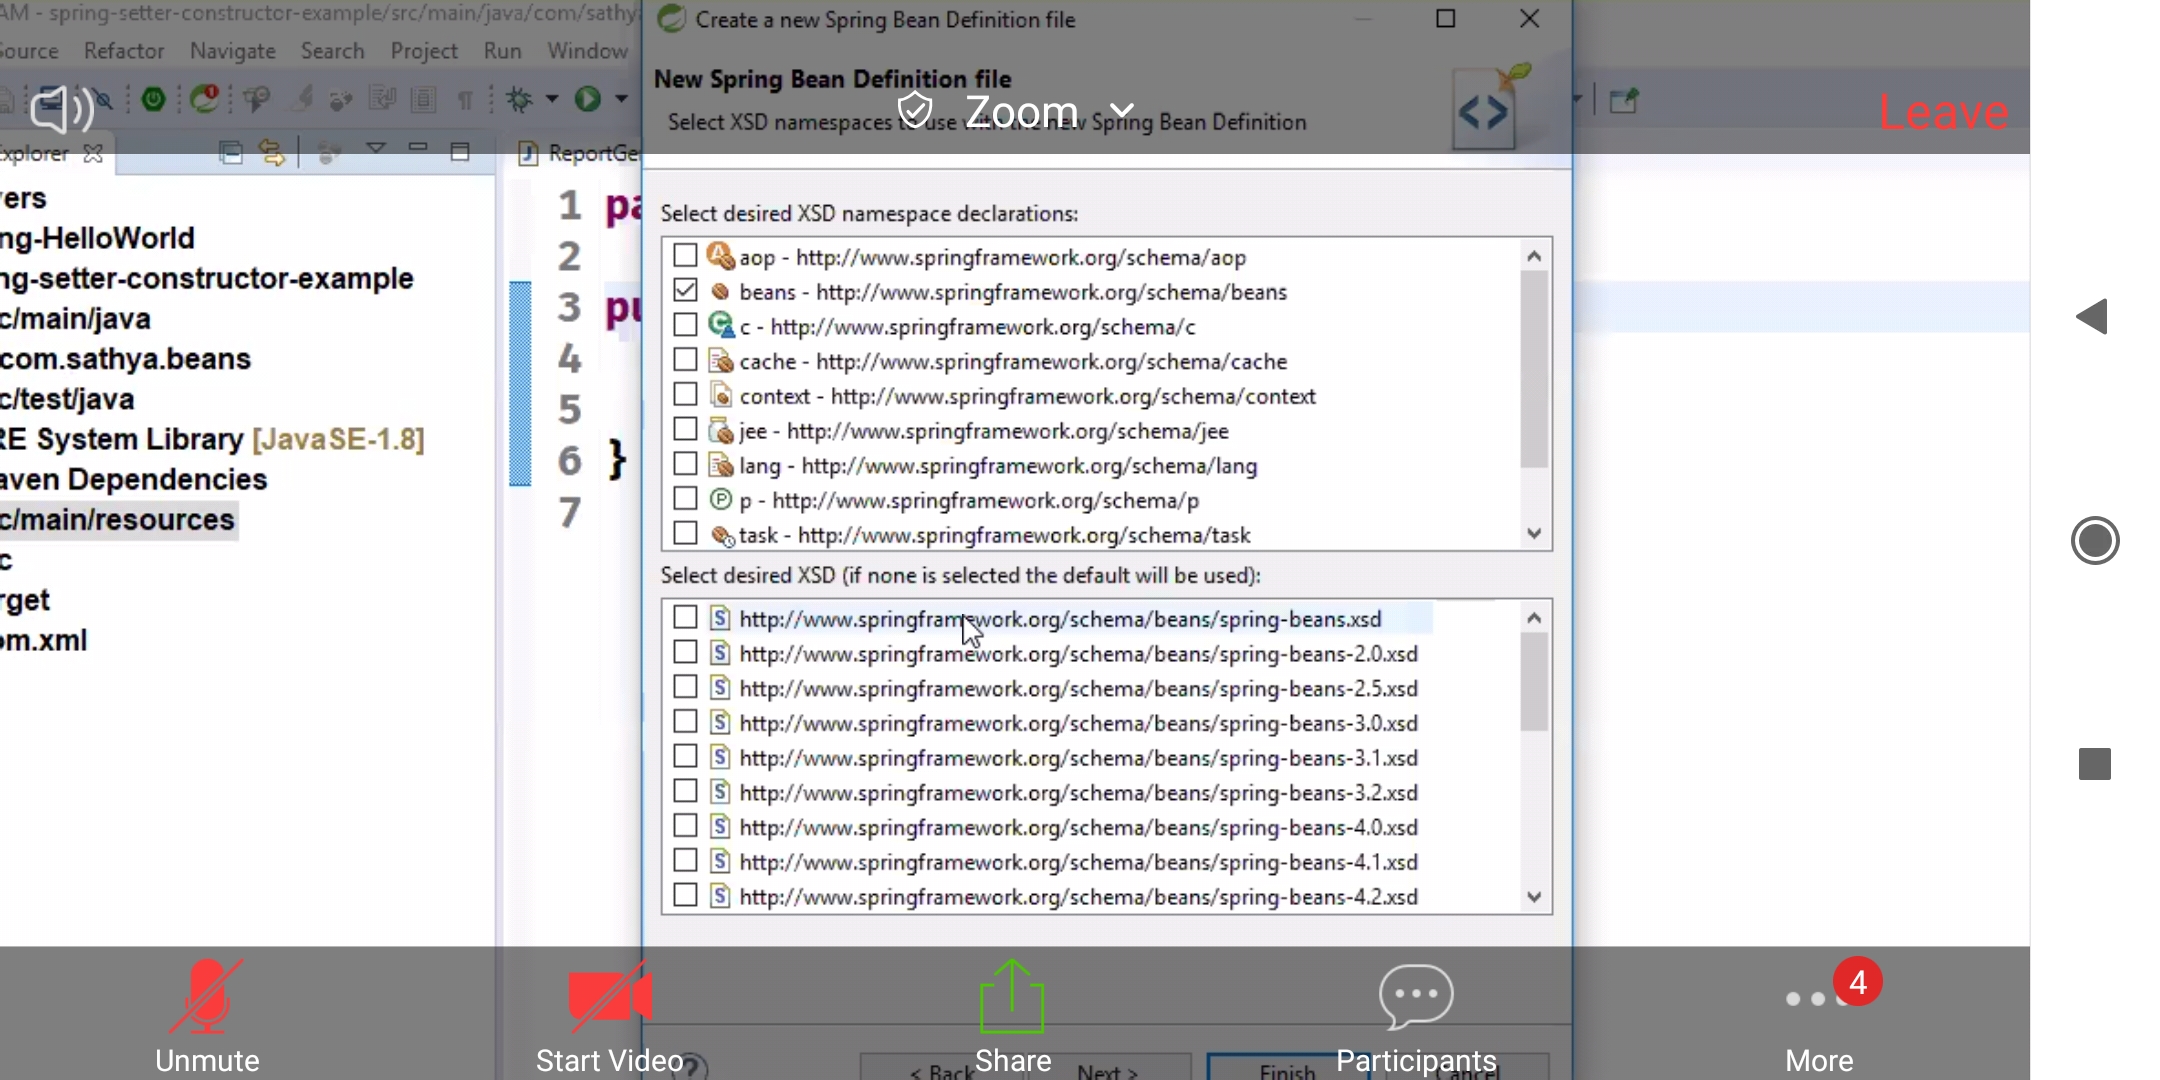 AM - spring-setter-constructor-example/src/main/java/com/sathy
Create a new Spring Bean Definition file
Source Refactor Navigate Search Project Run Window
New Spring Bean Definition file
Zoom
Leave
Select XSD namespaces to use with the new Spring Bean Definition
Explorer
ReportGe
vers
ng-HelloWorld
ng-setter-constructor-example
c/main/java
com.sathya.beans
c/test/java
RE System Library [JavaSE-1.8]
aven Dependencies
c/main/resources
c
rget
om.xml
1 pa
2
3 pu
4
5
6 }
7
Select desired XSD namespace declarations:
aop - http://www.springframework.org/schema/aop
beans - http://www.springframework.org/schema/beans
c - http://www.springframework.org/schema/c
cache - http://www.springframework.org/schema/cache
context - http://www.springframework.org/schema/context
jee - http://www.springframework.org/schema/jee
lang - http://www.springframework.org/schema/lang
p - http://www.springframework.org/schema/p
task - http://www.springframework.org/schema/task
Select desired XSD (if none is selected the default will be used):
http://www.springframework.org/schema/beans/spring-beans.xsd
http://www.springframework.org/schema/beans/spring-beans-2.0.xsd
http://www.springframework.org/schema/beans/spring-beans-2.5.xsd
http://www.springframework.org/schema/beans/spring-beans-3.0.xsd
http://www.springframework.org/schema/beans/spring-beans-3.1.xsd
http://www.springframework.org/schema/beans/spring-beans-3.2.xsd
http://www.springframework.org/schema/beans/spring-beans-4.0.xsd
http://www.springframework.org/schema/beans/spring-beans-4.1.xsd
http://www.springframework.org/schema/beans/spring-beans-4.2.xsd
4
Unmute
Start Video
Share
Participants
More
< Back
Next >
Finish
Cancel